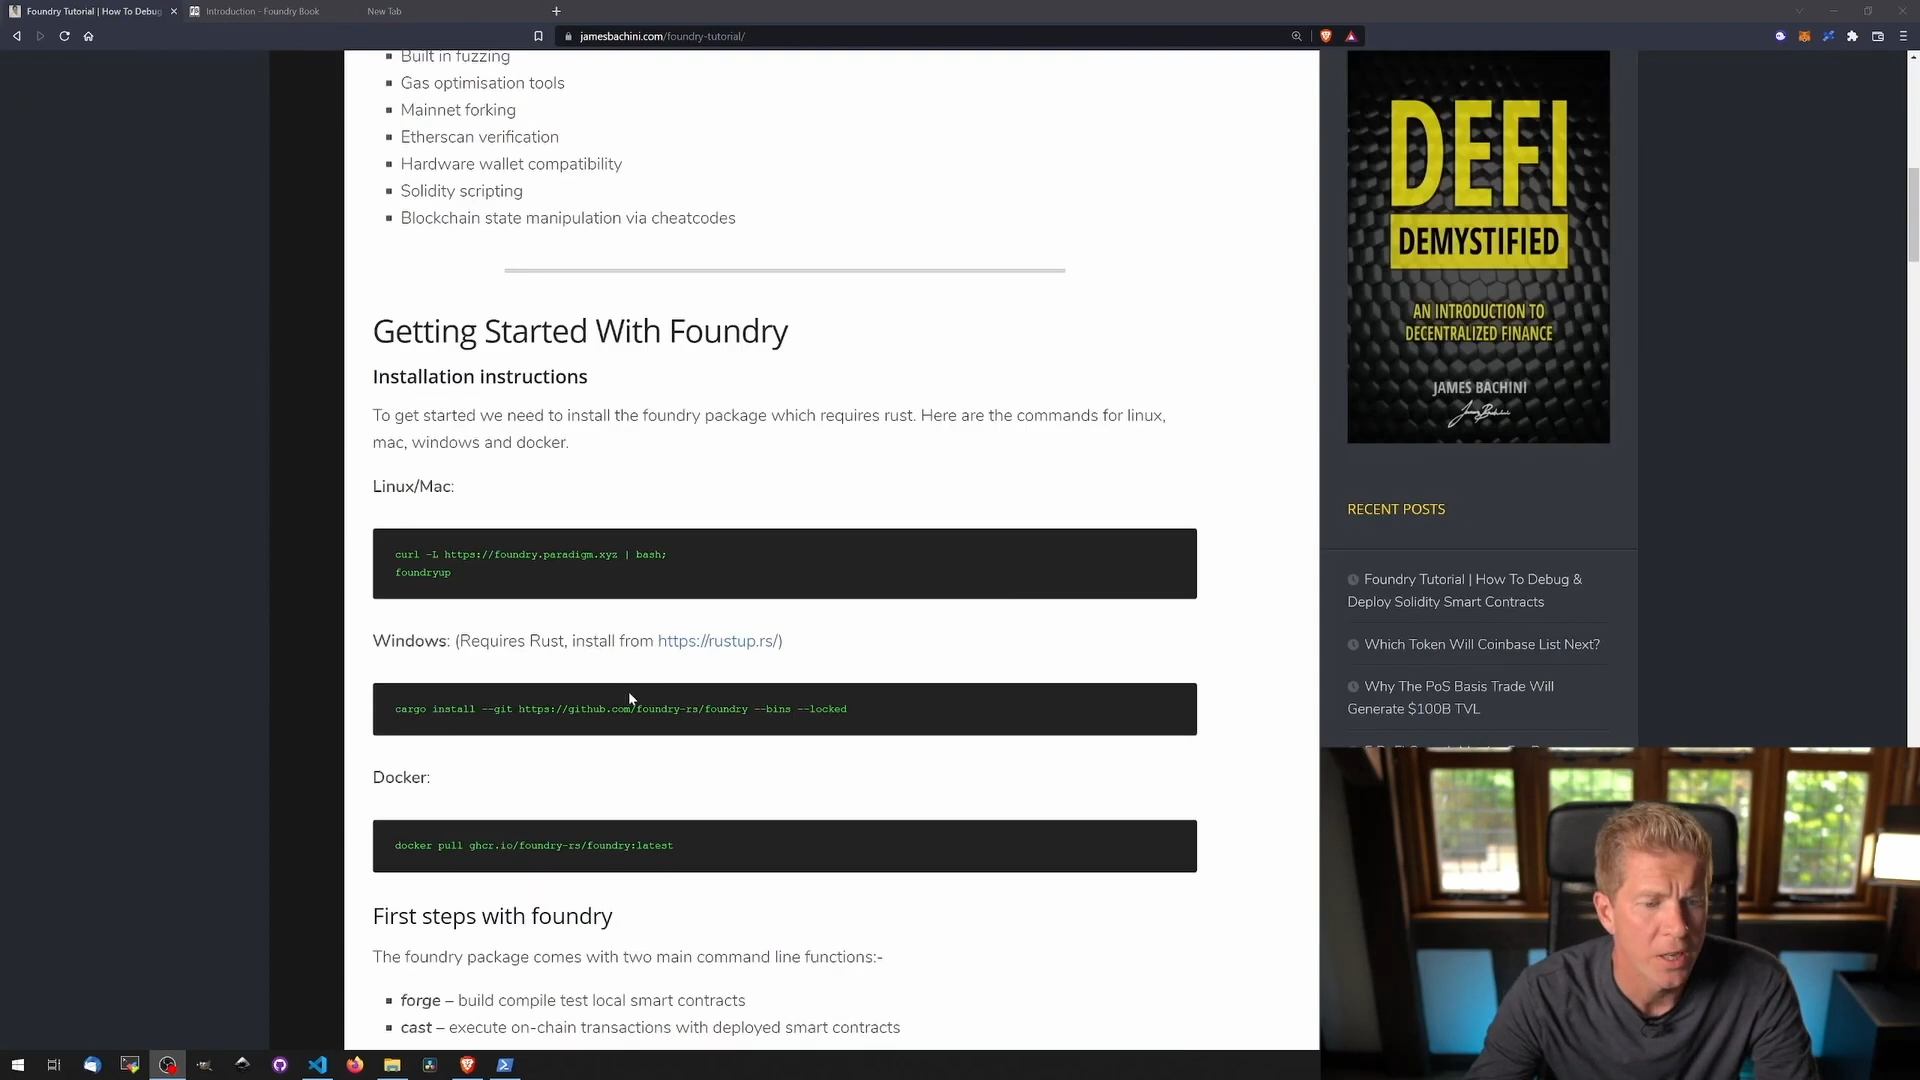 Foundry Tutorial | How To Debug
Introduction - Foundry Book
New Tab
jamesbachini.com/foundry-tutorial/
Built in fuzzing
Gas optimisation tools
Mainnet forking
Etherscan verification
Hardware wallet compatibility
Solidity scripting
Blockchain state manipulation via cheatcodes
Getting Started With Foundry
Installation instructions
To get started we need to install the foundry package which requires rust. Here are the commands for linux,
mac, windows and docker.
Linux/Mac:
curl -L https://foundry.paradigm.xyz | bash;
foundryup
Windows: (Requires Rust, install from https://rustup.rs/)
cargo install --git https://github.com/foundry-rs/foundry --bins --locked
Docker:
docker pull ghcr.io/foundry-rs/foundry:latest
First steps with foundry
The foundry package comes with two main command line functions:-
forge – build compile test local smart contracts
cast – execute on-chain transactions with deployed smart contracts
DEFI
DEMYSTIFIED
AN INTRODUCTION TO
DECENTRALIZED FINANCE
JAMES BACHINI
RECENT POSTS
Foundry Tutorial | How To Debug &
Deploy Solidity Smart Contracts
Which Token Will Coinbase List Next?
Why The PoS Basis Trade Will
Generate $100B TVL